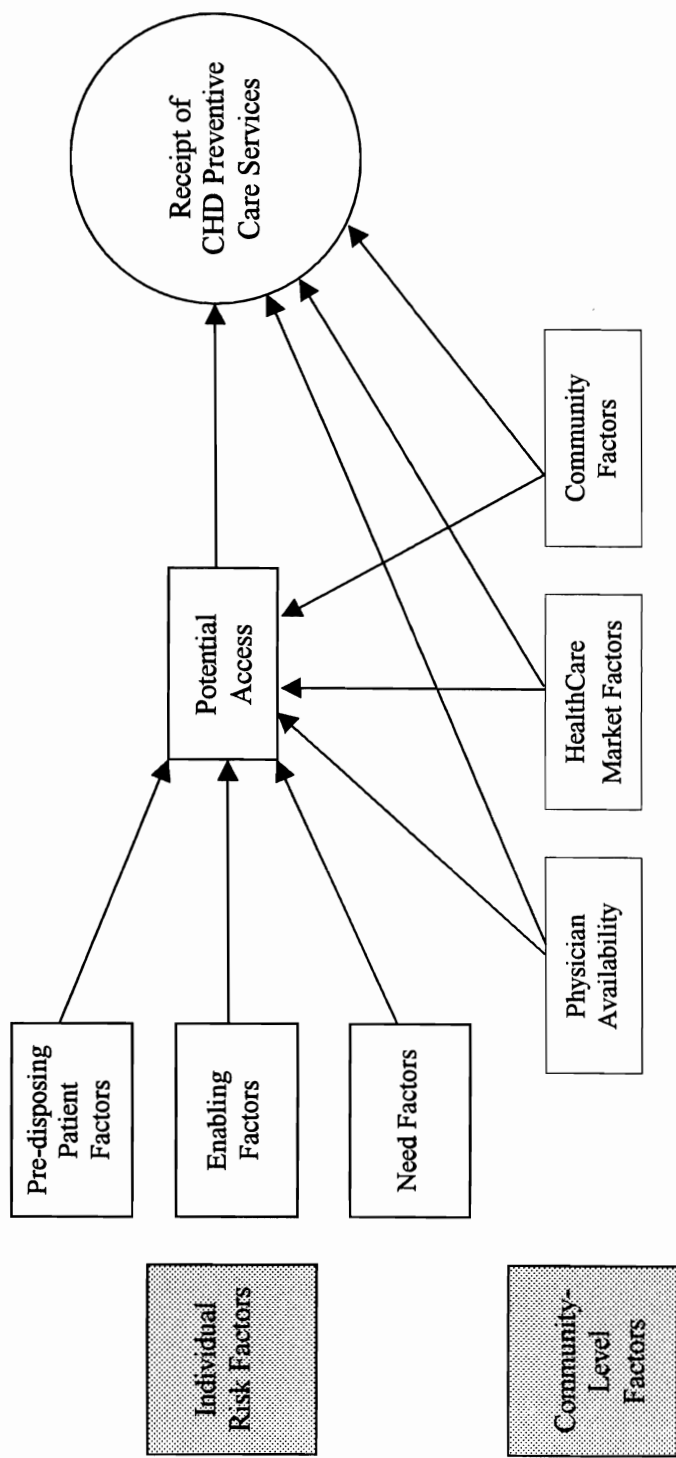 Individual
Risk Factors
Pre-disposing
Patient
Factors
Enabling
Factors
Need Factors
Potential
Access
Receipt of
CHD Preventive
Care Services
Community-
Level
Factors
Physician
Availability
HealthCare
Market Factors
Community
Factors